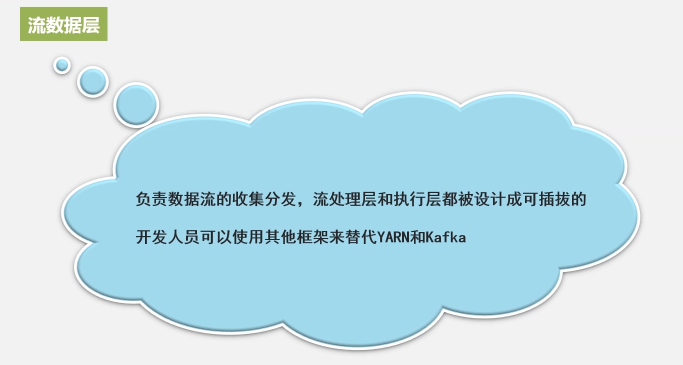 流数据层
负责数据流的收集分发，流处理层和执行层都被设计成可插拔的
开发人员可以使用其他框架来替代YARN和Kafka